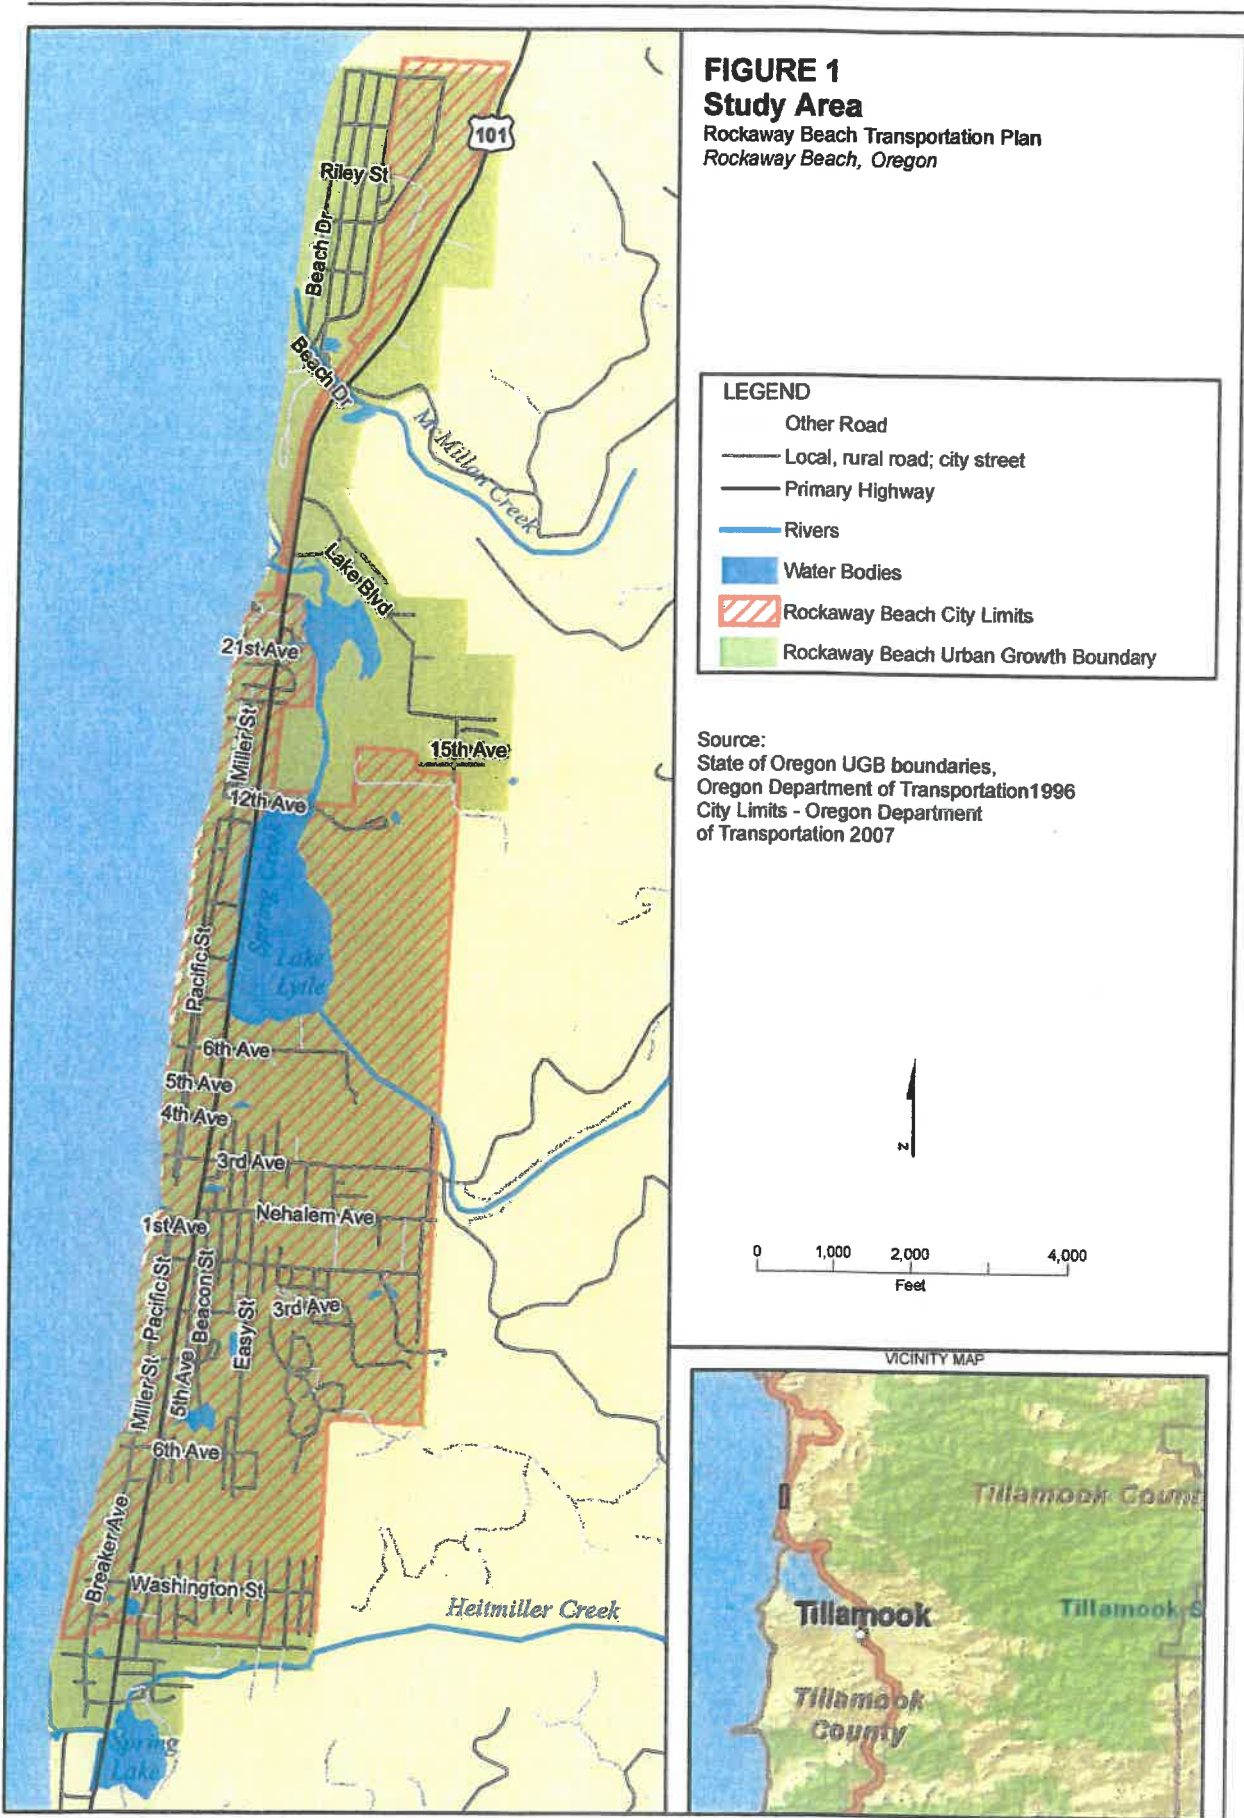 FIGURE 1
Study Area
Rockaway Beach Transportation Plan
Rockaway Beach, Oregon
101
Riley St
Beach Dr
Beach Dr
McMillan Creek
Lake Blvd
21st Ave
Miller St
15th Ave
12th Ave
Spring Creek
Lake
Lytle
Pacific St
6th Ave
5th Ave
4th Ave
3rd Ave
Nehalem Ave
1st Ave
Pacific St
Beacon St
3rd Ave
Easy St
Miller St
5th Ave
6th Ave
Breaker Ave
Washington St
Heitmiller Creek
Spring
Lake
LEGEND
Other Road
Local, rural road; city street
Primary Highway
Rivers
Water Bodies
Rockaway Beach City Limits
Rockaway Beach Urban Growth Boundary
Source:
State of Oregon UGB boundaries,
Oregon Department of Transportation1996
City Limits - Oregon Department
of Transportation 2007
N
0 1,000 2,000 4,000
Feet
VICINITY MAP
Tillamook Count
Tillamook S
Tillamook
Tillamook
County